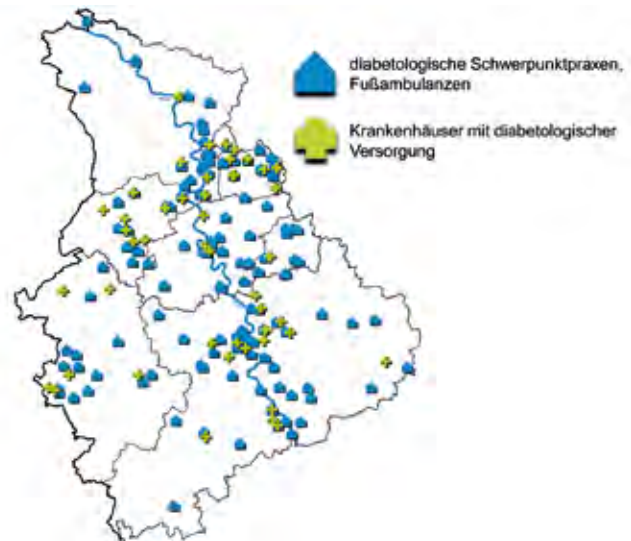 diabetologische Schwerpunktpraxen,
Fußambulanzen
Krankenhäuser mit diabetologischer
Versorgung